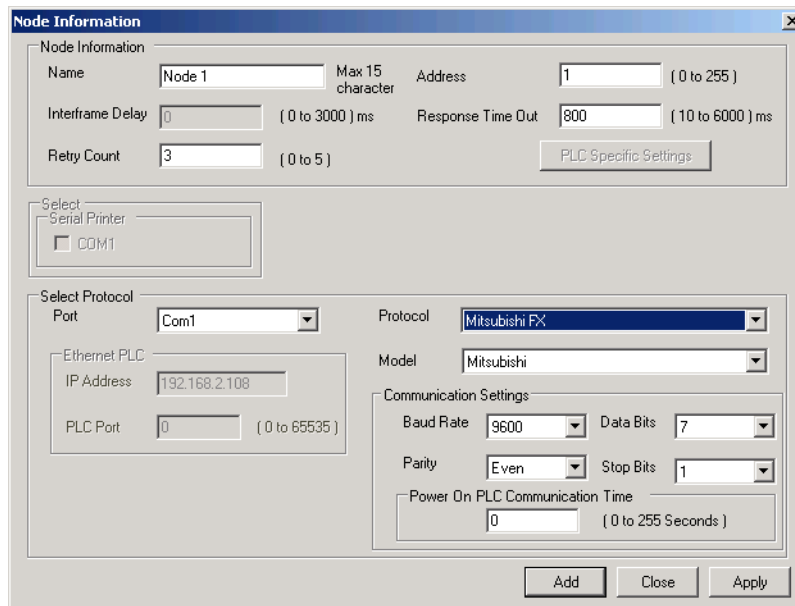 Node Information
Node Information
Name Node 1 Max 15 character Address 1 ( 0 to 255 )
Interframe Delay 0 ( 0 to 3000 ) ms Response Time Out 800 ( 10 to 6000 ) ms
Retry Count 3 ( 0 to 5 ) PLC Specific Settings
Select
Serial Printer
COM1
Select Protocol
Port Com1 Protocol Mitsubishi FX
Ethernet PLC Model Mitsubishi
IP Address 192.168.2.108 Communication Settings
PLC Port 0 ( 0 to 65535 ) Baud Rate 9600 Data Bits 7
Parity Even Stop Bits 1
Power On PLC Communication Time
0 ( 0 to 255 Seconds )
Add Close Apply